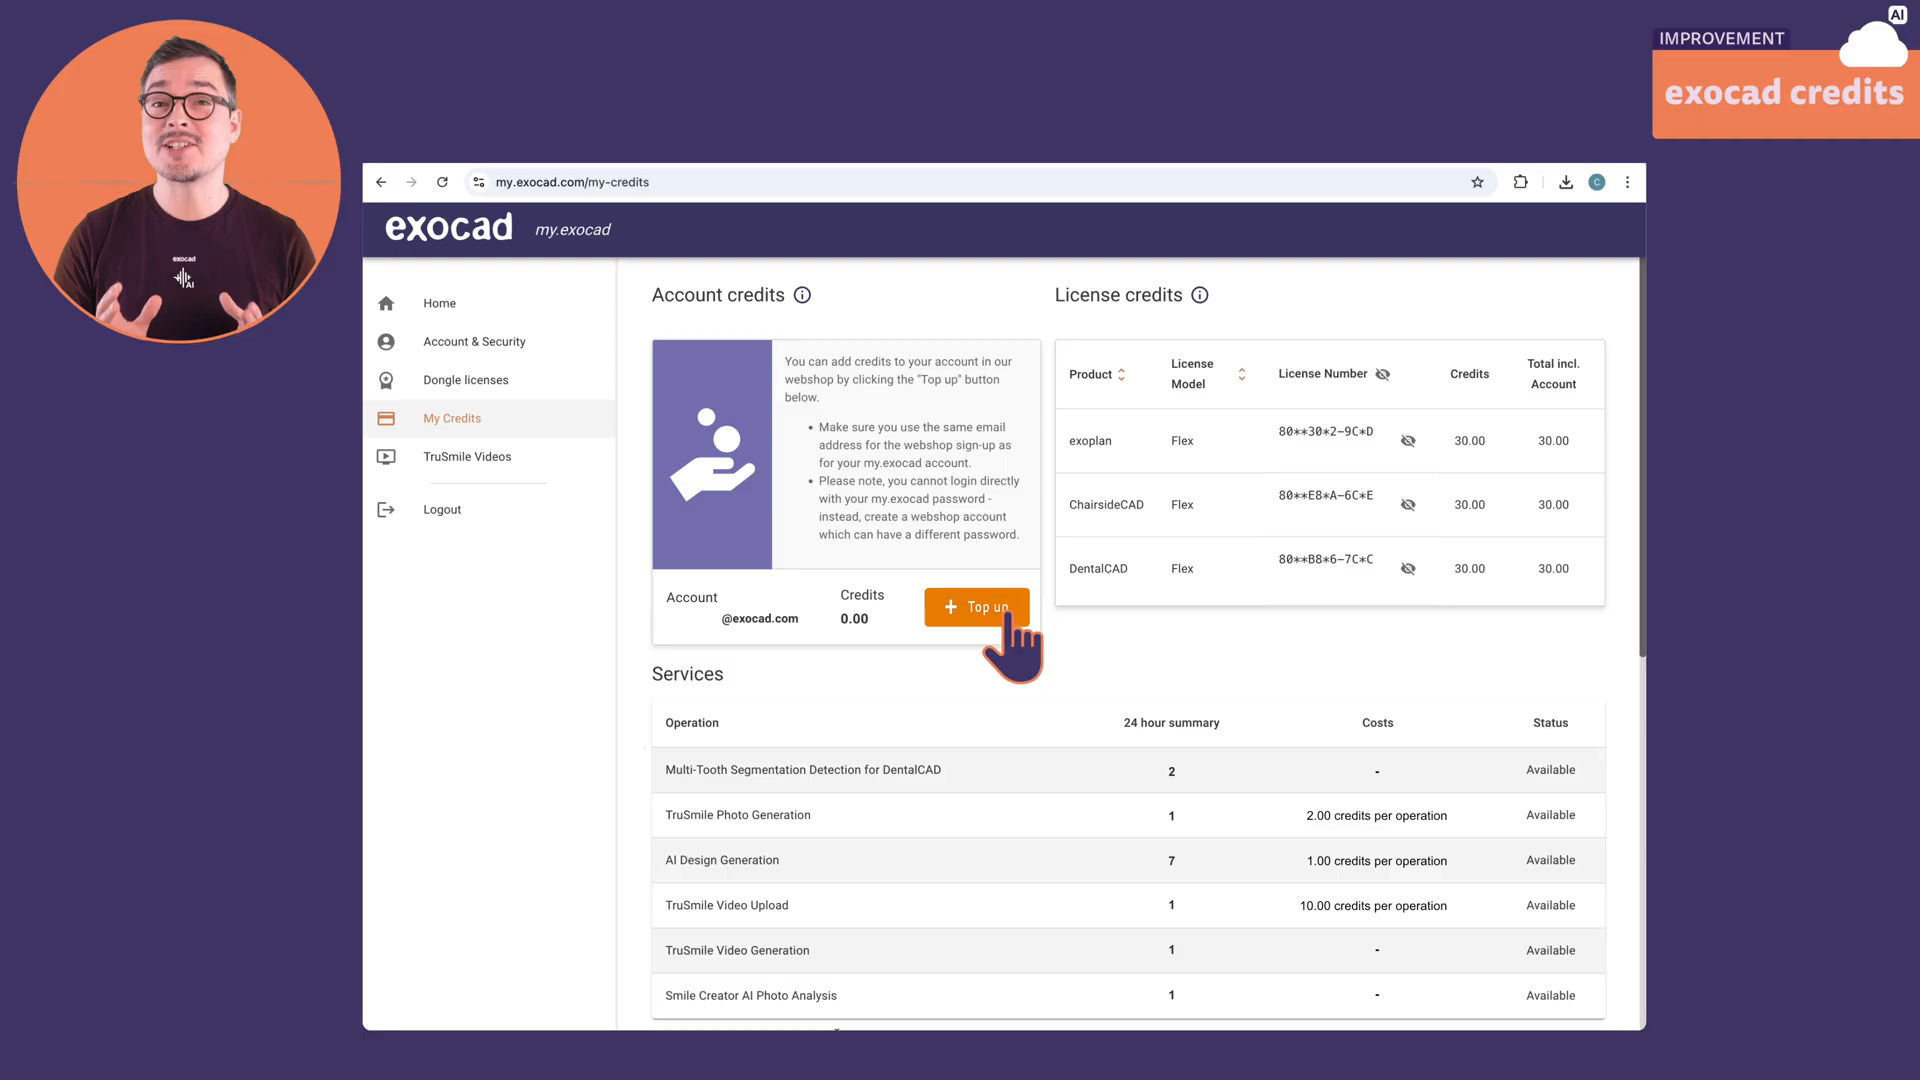 AI
IMPROVEMENT
exocad credits
exocad
AI
my.exocad.com/my-credits
C
exocad my.exocad
Home
Account & Security
Dongle licenses
My Credits
TruSmile Videos
Logout
Account credits
You can add credits to your account in our
webshop by clicking the "Top up" button
below.
• Make sure you use the same email
address for the webshop sign-up as
for your my.exocad account.
• Please note, you cannot login directly
with your my.exocad password -
instead, create a webshop account
which can have a different password.
Account
@exocad.com
Credits
0.00
+ Top up
License credits
Product License Model License Number Credits Total incl. Account
exoplan Flex 80**30*2-9C*D 30.00 30.00
ChairsideCAD Flex 80**E8*A-6C*E 30.00 30.00
DentalCAD Flex 80**B8*6-7C*C 30.00 30.00
Services
Operation 24 hour summary Costs Status
Multi-Tooth Segmentation Detection for DentalCAD 2 - Available
TruSmile Photo Generation 1 2.00 credits per operation Available
AI Design Generation 7 1.00 credits per operation Available
TruSmile Video Upload 1 10.00 credits per operation Available
TruSmile Video Generation 1 - Available
Smile Creator AI Photo Analysis 1 - Available